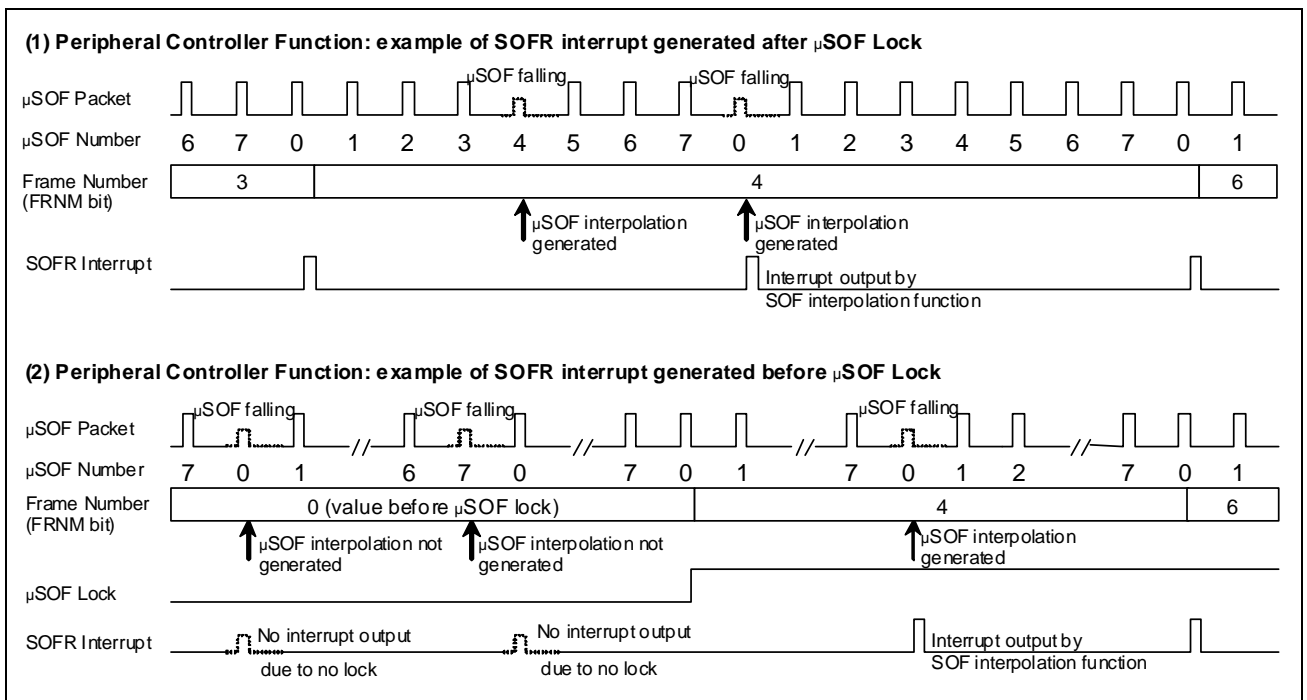 (1) Peripheral Controller Function: example of SOFR interrupt generated after µSOF Lock
µSOF falling µSOF falling
µSOF Packet
µSOF Number 6 7 0 1 2 3 4 5 6 7 0 1 2 3 4 5 6 7 0 1
Frame Number 3 4 6
(FRNM bit)
µSOF interpolation µSOF interpolation
generated generated
SOFR Interrupt
Interrupt output by
SOF interpolation function
(2) Peripheral Controller Function: example of SOFR interrupt generated before µSOF Lock
µSOF falling µSOF falling µSOF falling
µSOF Packet
// // // //
µSOF Number 7 0 1 6 7 0 7 0 1 7 0 1 2 7 0 1
Frame Number 0 (value before µSOF lock) 4 6
(FRNM bit)
µSOF interpolation not µSOF interpolation not µSOF interpolation
generated generated generated
µSOF Lock
SOFR Interrupt No interrupt output No interrupt output Interrupt output by
due to no lock due to no lock SOF interpolation function